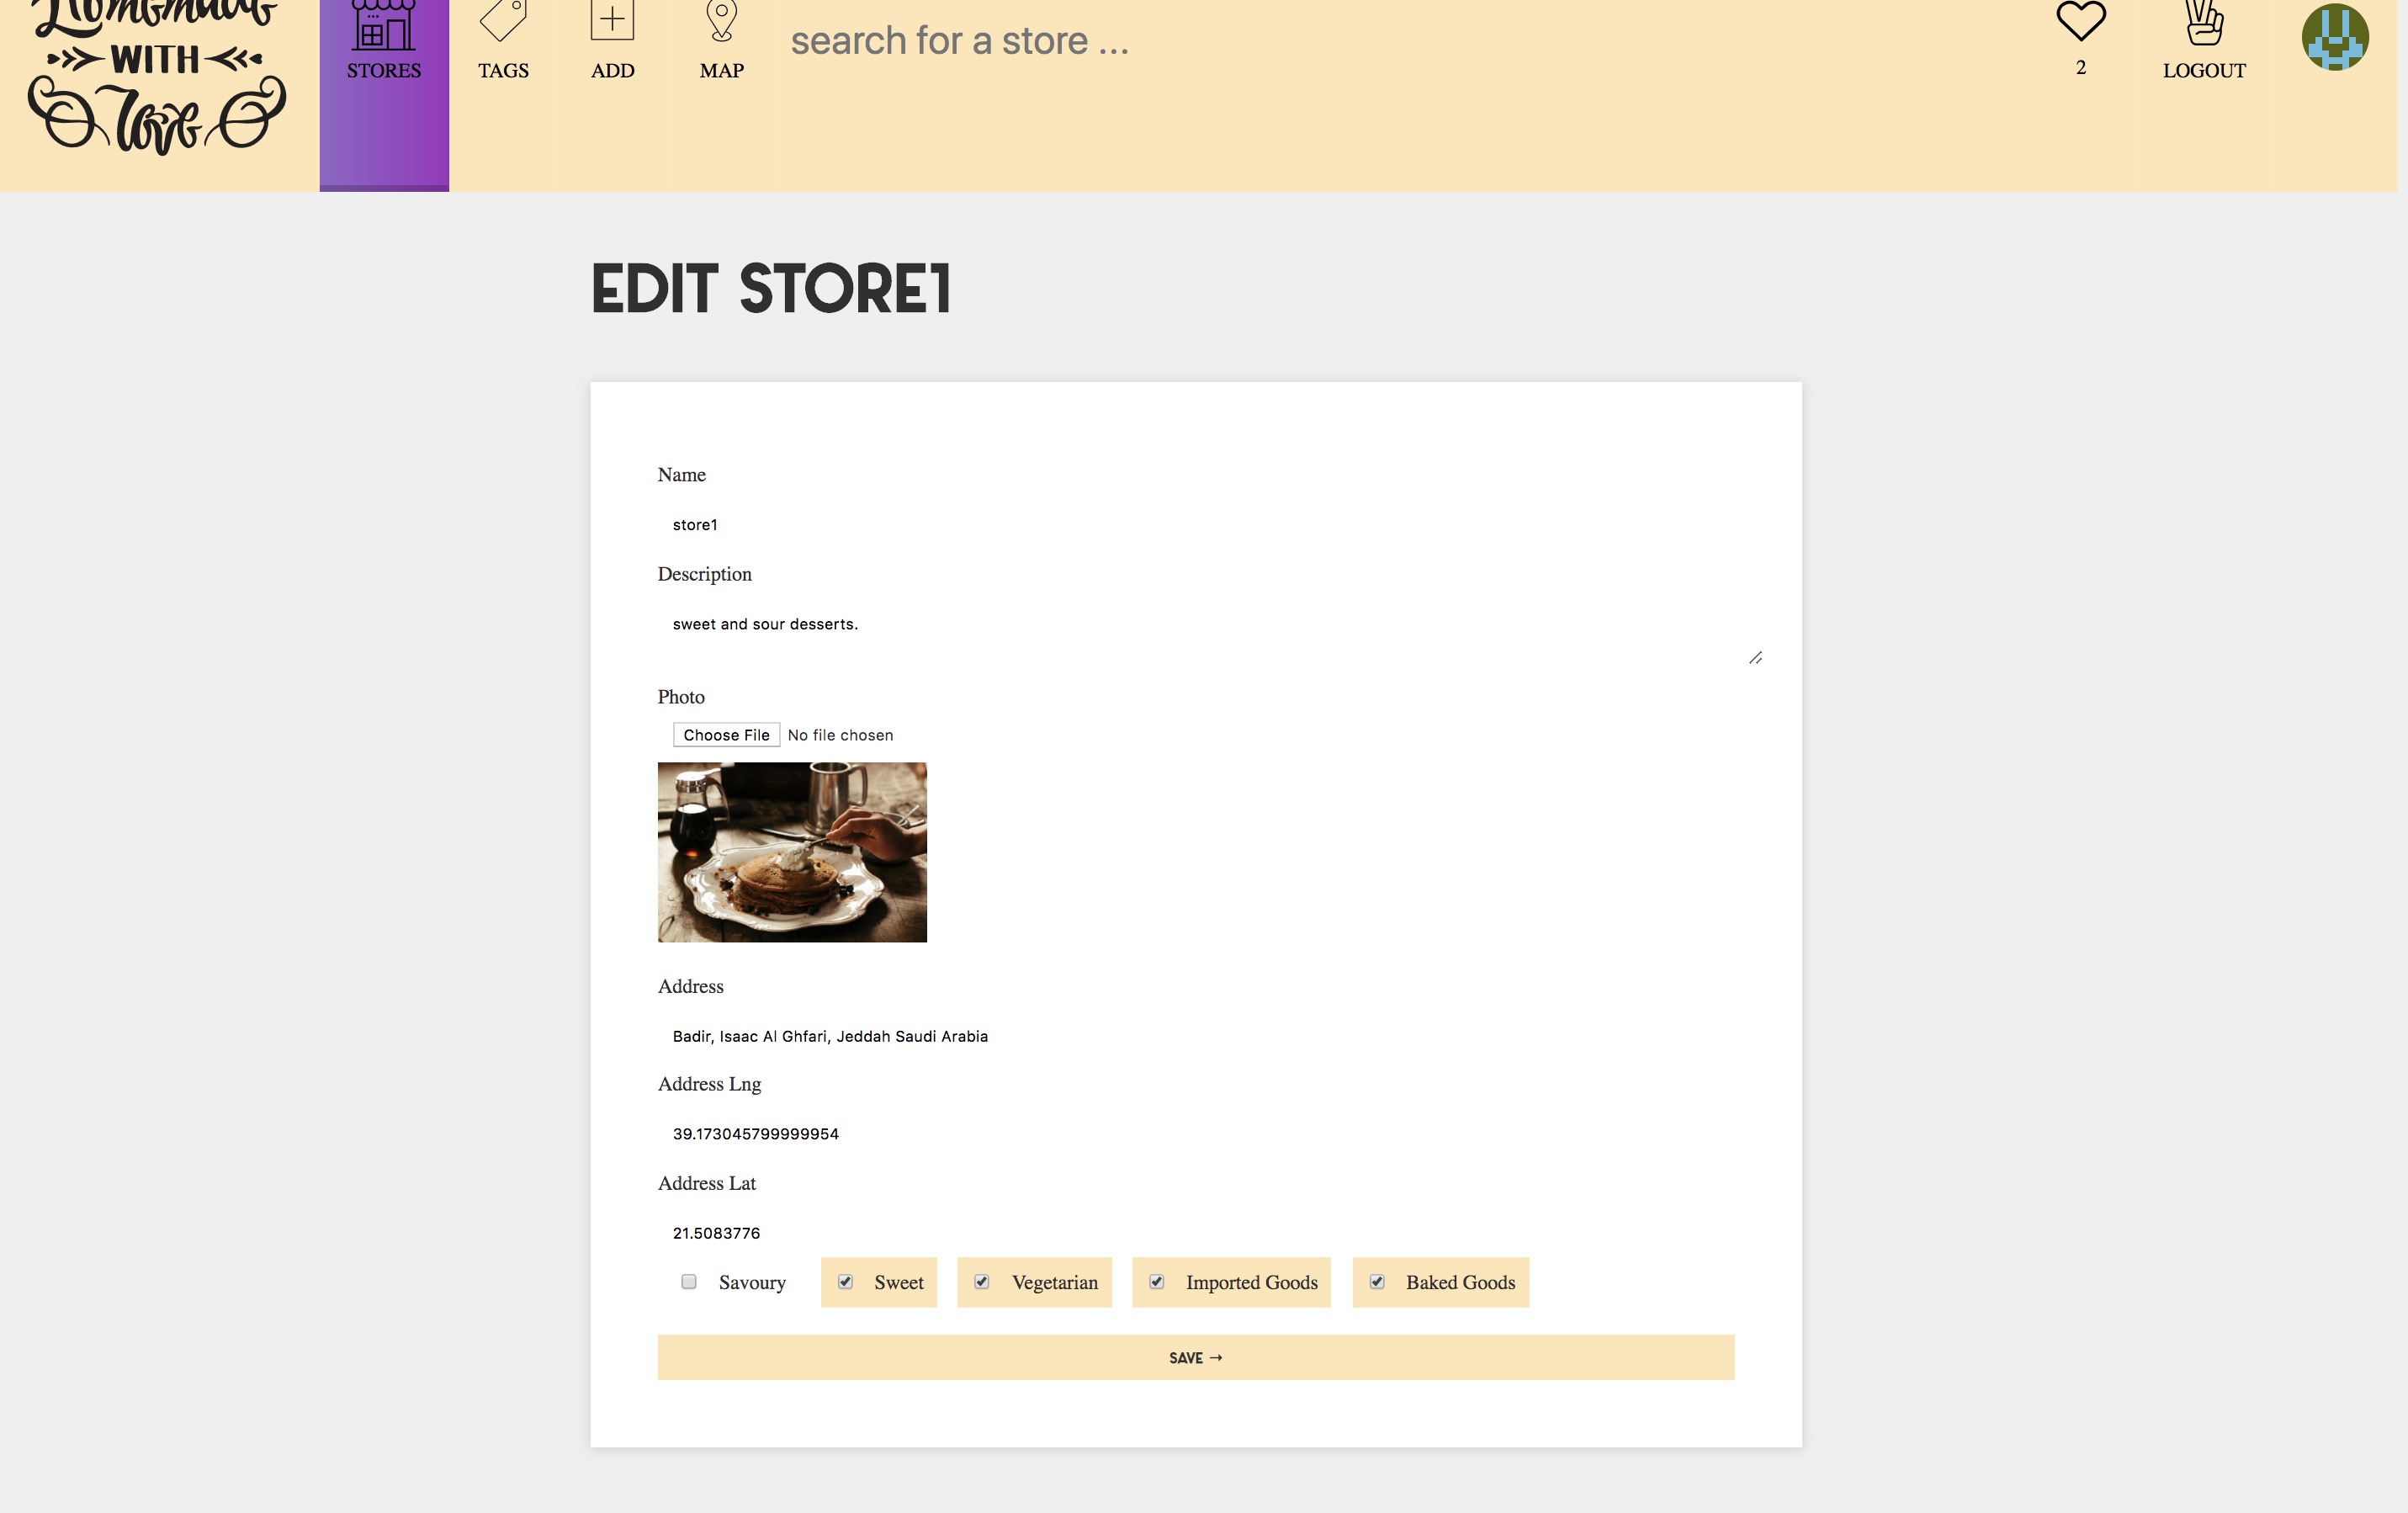 Homemade
WITH
love
STORES
TAGS
ADD
MAP
search for a store ...
2
LOGOUT
EDIT STORE1
Name
store1
Description
sweet and sour desserts.
Photo
Choose File No file chosen
Address
Badir, Isaac Al Ghfari, Jeddah Saudi Arabia
Address Lng
39.173045799999954
Address Lat
21.5083776
Savoury Sweet Vegetarian Imported Goods Baked Goods
SAVE →